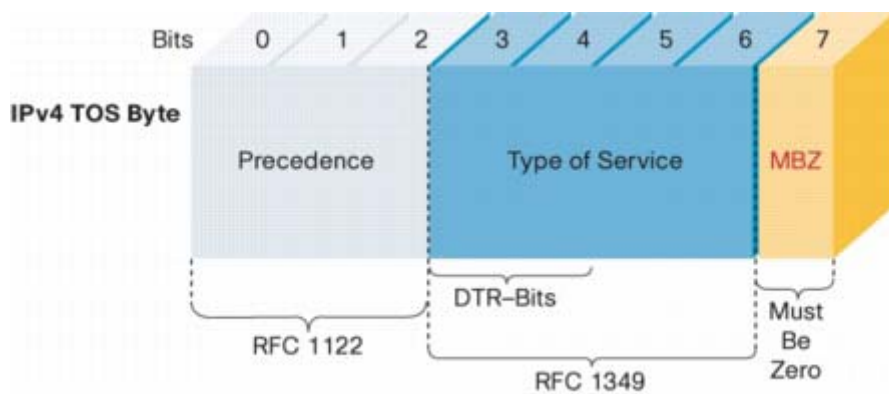 Bits 0 1 2 3 4 5 6 7
IPv4 TOS Byte
Precedence Type of Service MBZ
DTR–Bits
RFC 1122
RFC 1349
Must
Be
Zero